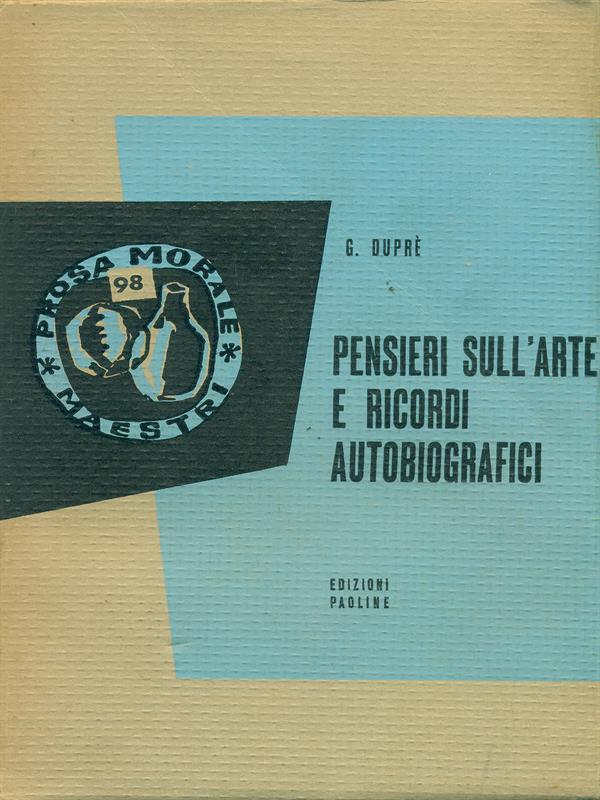 PROSA MORALE
98
MAESTRI
G. DUPRÈ
PENSIERI SULL'ARTE
E RICORDI
AUTOBIOGRAFICI
EDIZIONI
PAOLINE